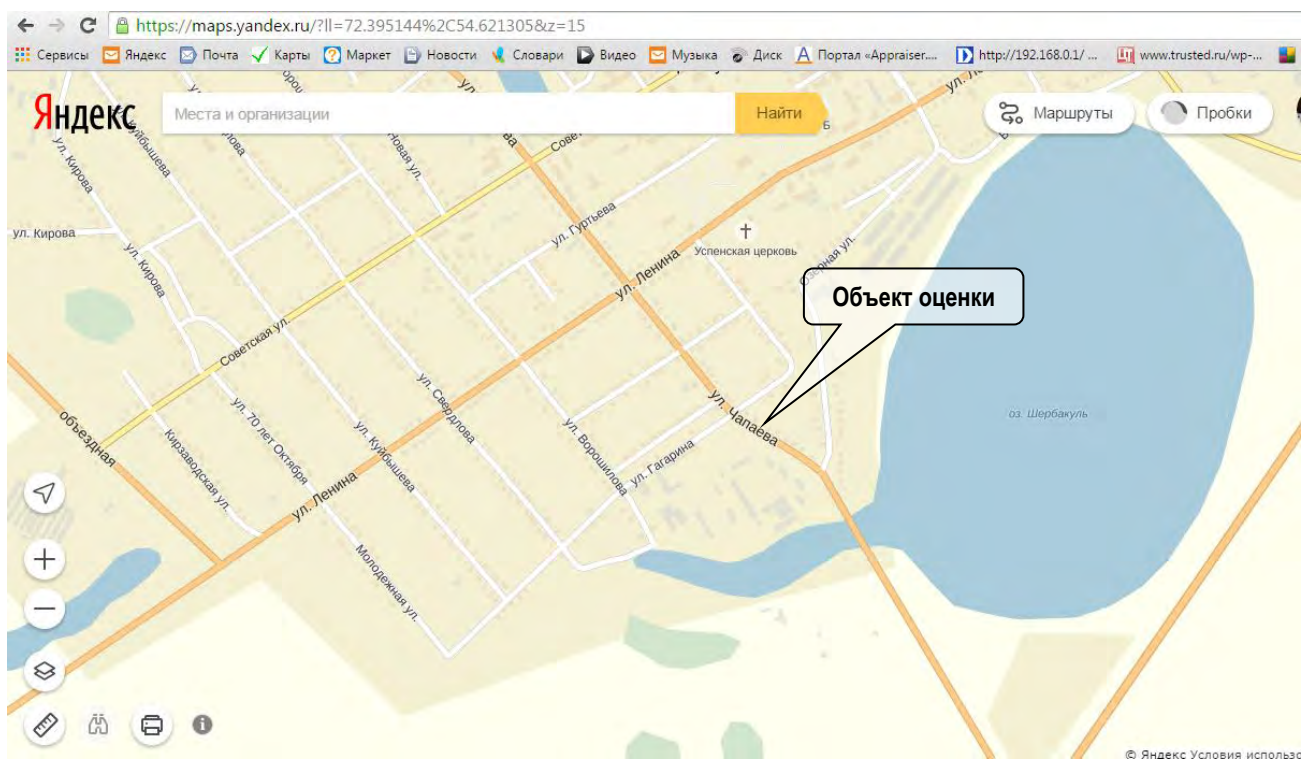 https://maps.yandex.ru/?ll=72.395144%2C54.621305&z=15
Сервисы Яндекс Почта Карты Маркет Новости Словари Видео Музыка Диск Портал «Appraiser.... http://192.168.0.1/ ... www.trusted.ru/wp-...
Яндекс
Места и организации
Найти
Маршруты
Пробки
ул. Кирова
ул. Кирова
ул. Кирова
Новая ул.
ул. Гуртьева
Успенская церковь
Озерная ул.
ул. Ленина
Объект оценки
Советская ул.
ул. Свердлова
ул. Чапаева
оз. Шербакуль
объездная
Кирзаводская ул.
ул. 70 лет Октября
ул. Куйбышева
ул. Ворошилова
ул. Гагарина
ул. Ленина
Молодежная ул.
© Яндекс Условия использо